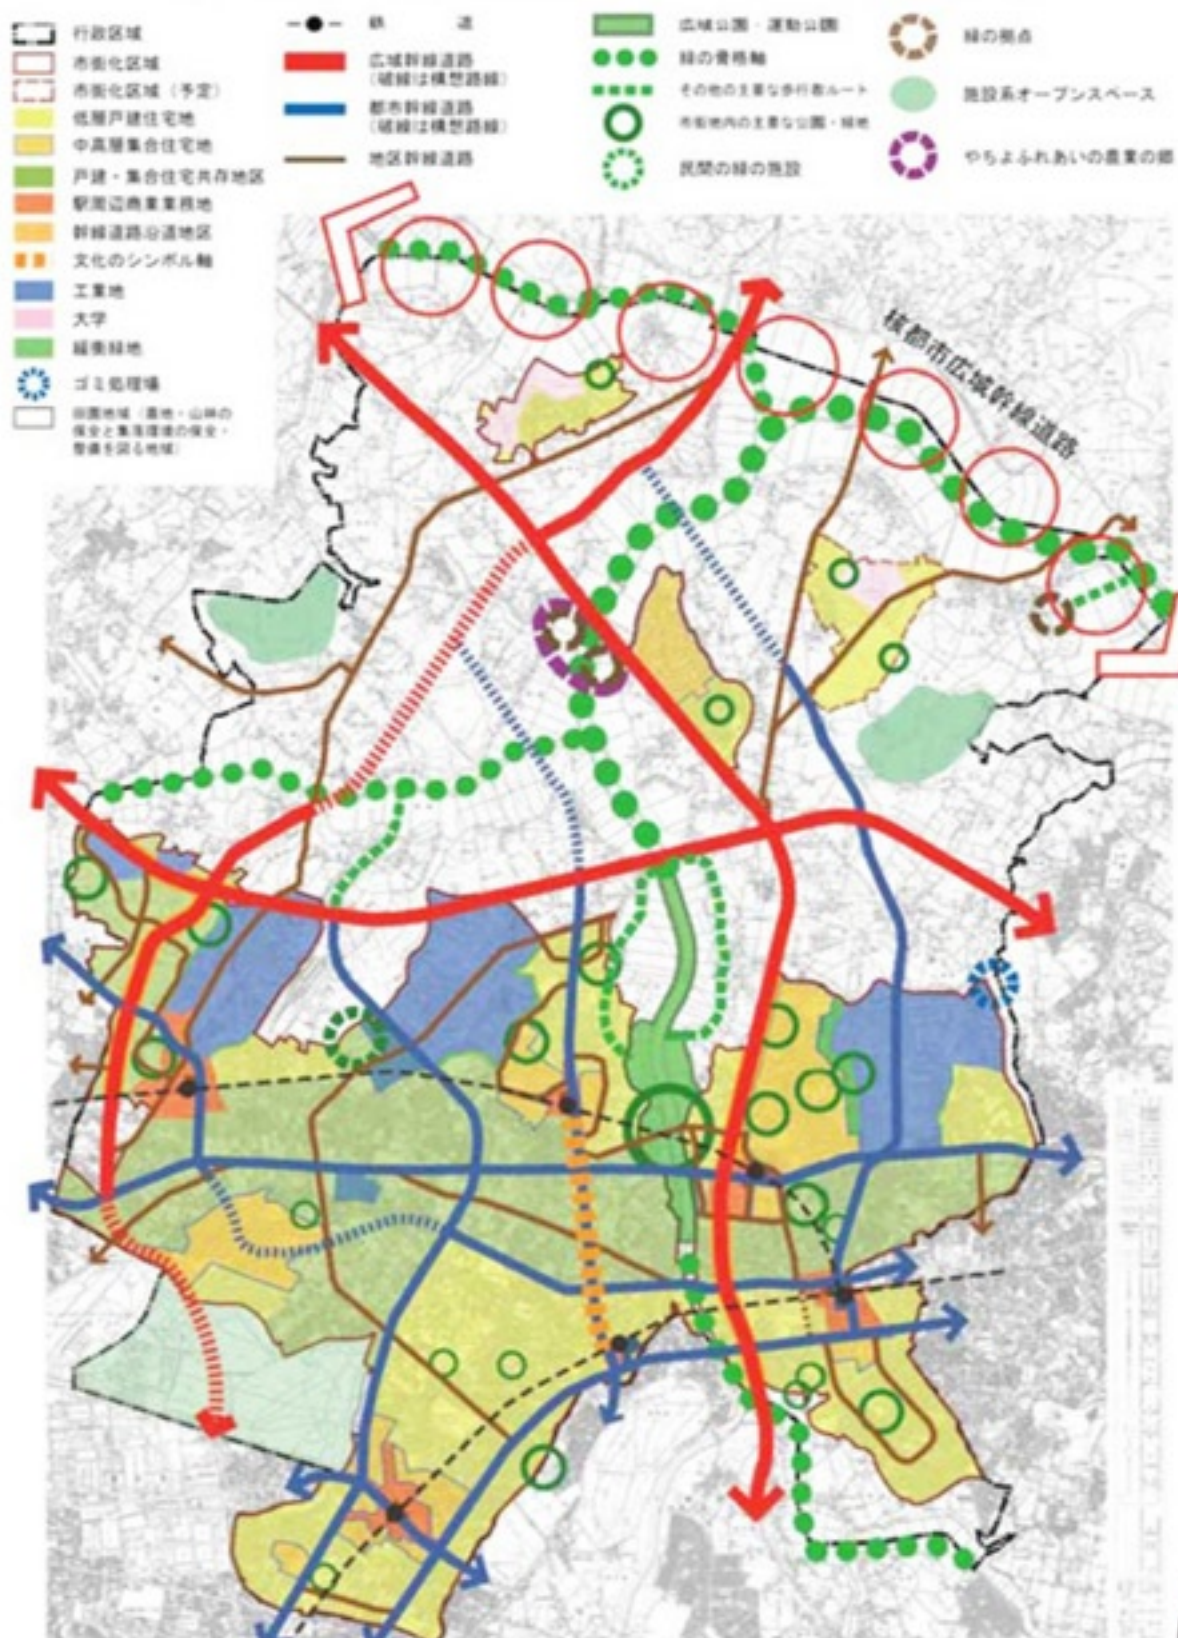 行政区域
市街化区域
市街化区域（予定）
低層戸建住宅地
中高層集合住宅地
戸建・集合住宅共存地区
駅周辺商業業務地
幹線道路沿道地区
文化のシンボル軸
工業地
大学
緩衝緑地
ゴミ処理場
田園地域（農地・山林の
保全と集落環境の保全・
整備を図る地域）
鉄道
広域幹線道路
（破線は構想路線）
都市幹線道路
（破線は構想路線）
地区幹線道路
広域公園・運動公園
緑の骨格軸
その他の主要な歩行者ルート
市街地内の主要な公園・緑地
民間の緑の施設
緑の拠点
施設系オープンスペース
やちよふれあいの農業の郷
核都市広域幹線道路